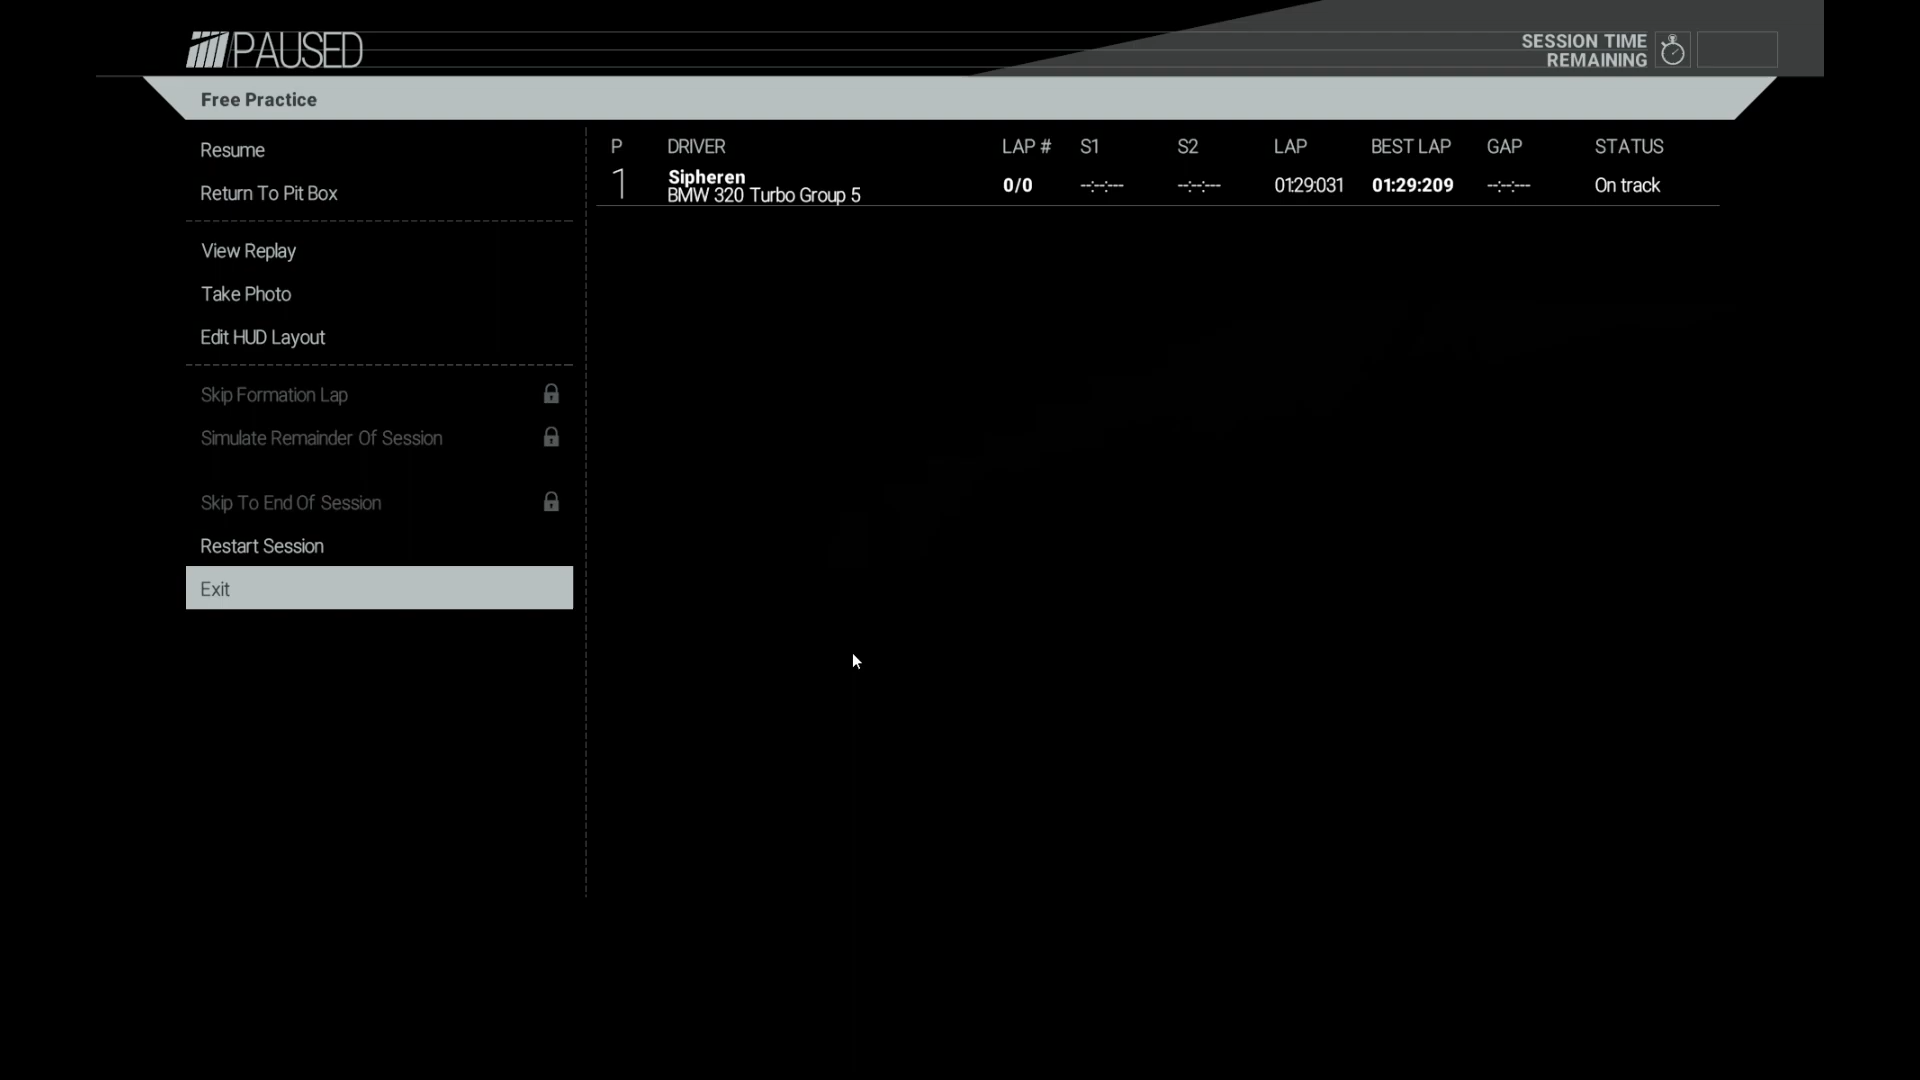 PAUSED
SESSION TIME
REMAINING
Free Practice
Resume
Return To Pit Box
View Replay
Take Photo
Edit HUD Layout
Skip Formation Lap
Simulate Remainder Of Session
Skip To End Of Session
Restart Session
Exit
P DRIVER LAP # S1 S2 LAP BEST LAP GAP STATUS
1 Sipheren 0/0 --:--:--- --:--:--- 01:29:031 01:29:209 --:--:--- On track
BMW 320 Turbo Group 5